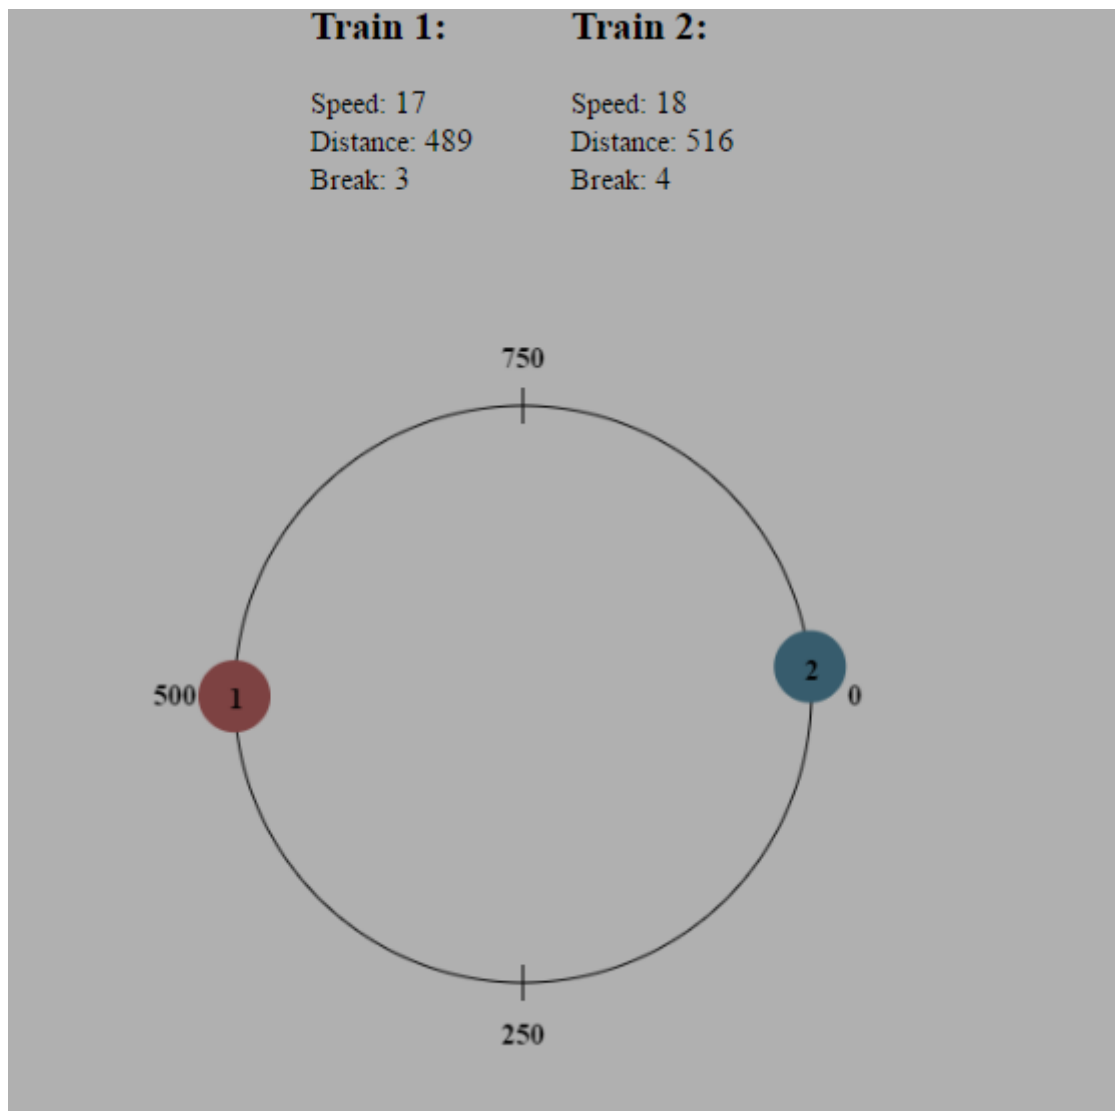 Train 1:
Speed: 17
Distance: 489
Break: 3
Train 2:
Speed: 18
Distance: 516
Break: 4
750
500
1
2
0
250